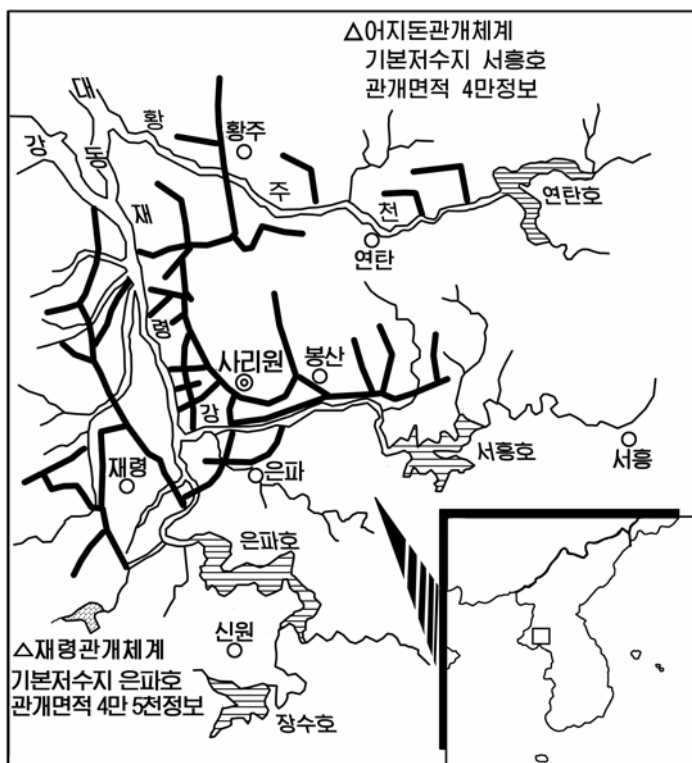 △어지돈관개체계
기본저수지 서흥호
관개면적 4만정보
대동강
황주천
황주
연탄호
연탄
재령강
사리원
봉산
서흥호
서흥
재령
은파
은파호
신원
△재령관개체계
기본저수지 은파호
관개면적 4만 5천정보
장수호